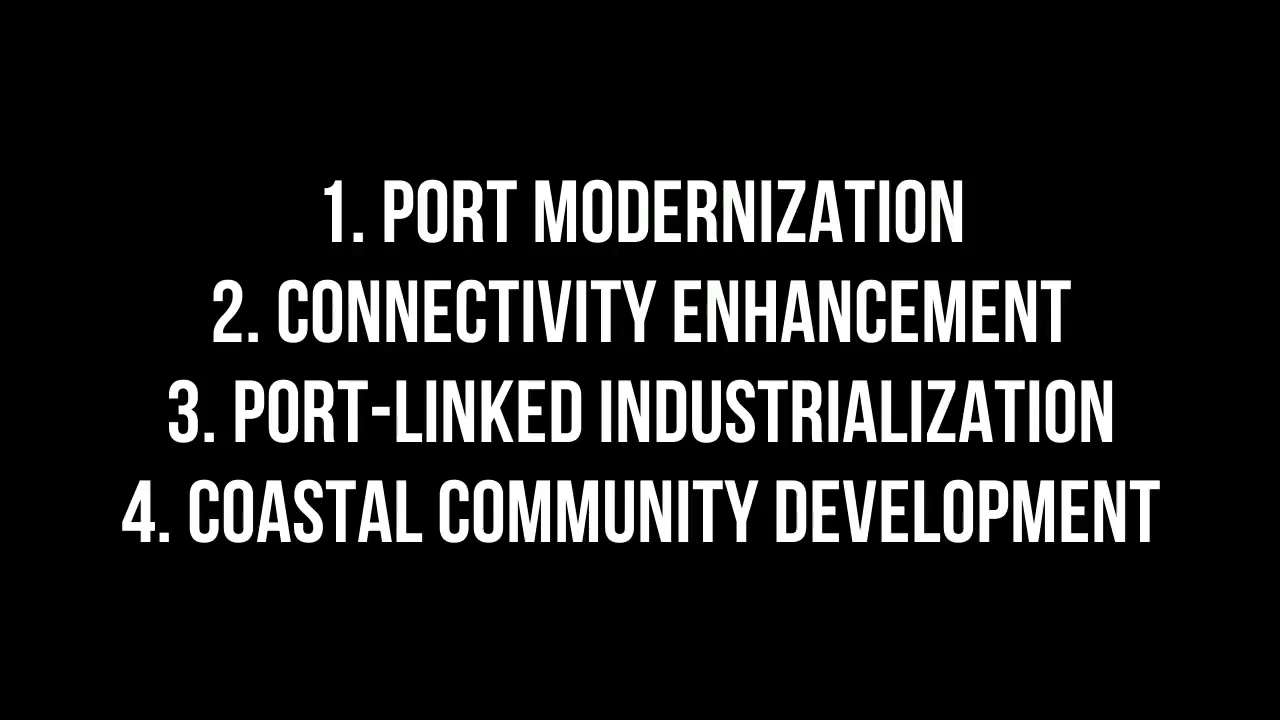 1. PORT MODERNIZATION
2. CONNECTIVITY ENHANCEMENT
3. PORT-LINKED INDUSTRIALIZATION
4. COASTAL COMMUNITY DEVELOPMENT